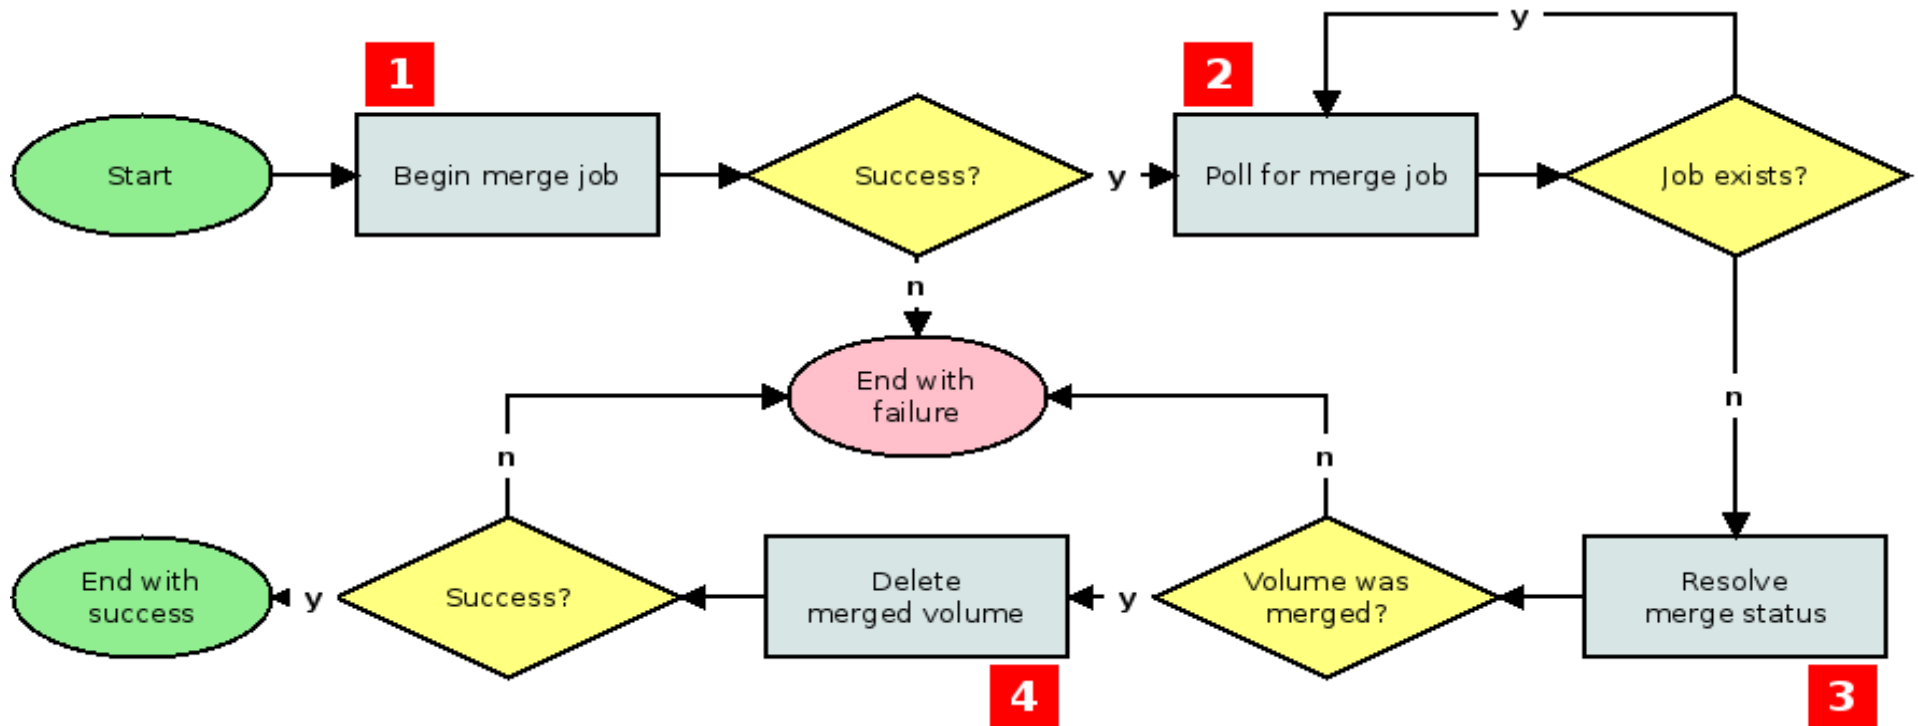 y
1
2
Start
Begin merge job
Success?
y
Poll for merge job
Job exists?
n
End with
failure
n
n
n
End with
success
y
Success?
Delete
merged volume
y
Volume was
merged?
Resolve
merge status
4
3